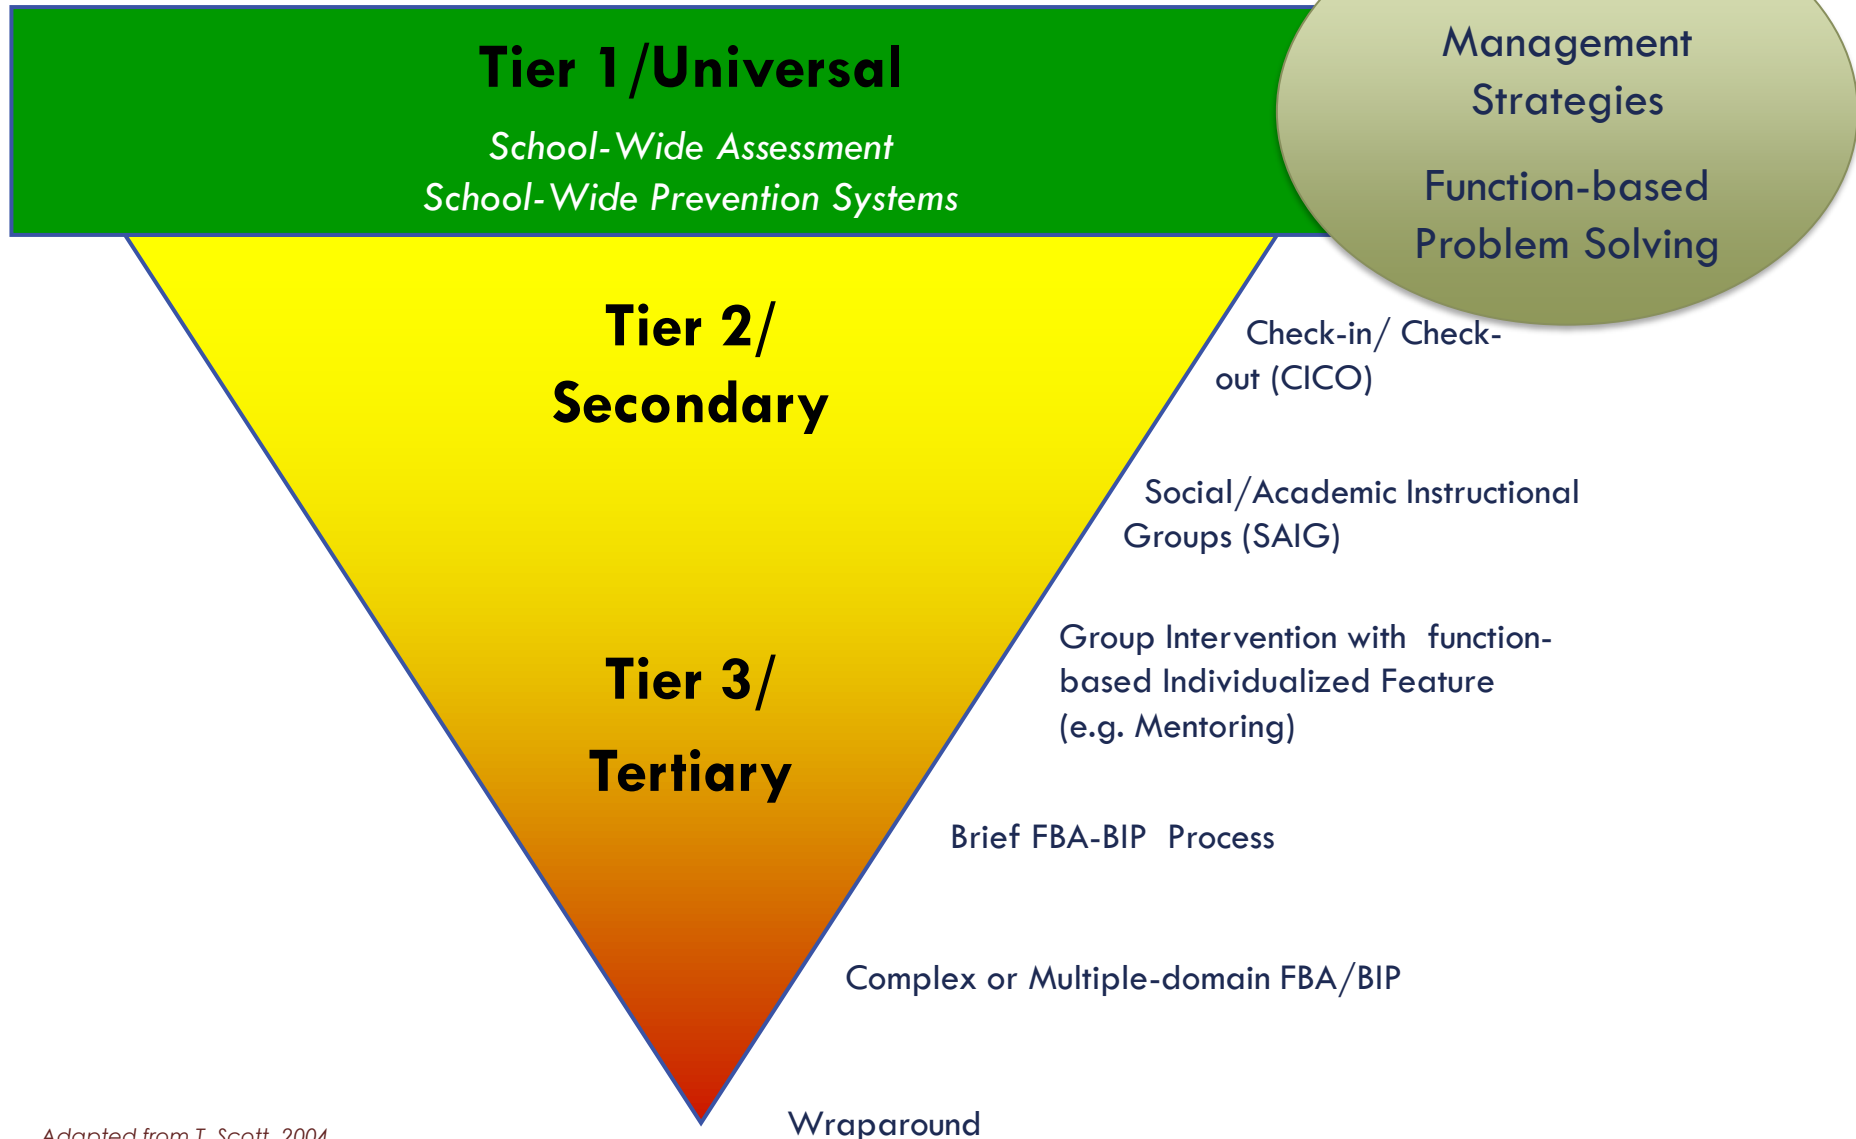 Tier 1/Universal
School-Wide Assessment
School-Wide Prevention Systems
Management
Strategies
Function-based
Problem Solving
Tier 2/
Secondary
Check-in/ Check-
out (CICO)
Social/Academic Instructional
Groups (SAIG)
Group Intervention with function-
based Individualized Feature
(e.g. Mentoring)
Tier 3/
Tertiary
Brief FBA-BIP Process
Complex or Multiple-domain FBA/BIP
Wraparound
Adapted from T. Scott, 2004